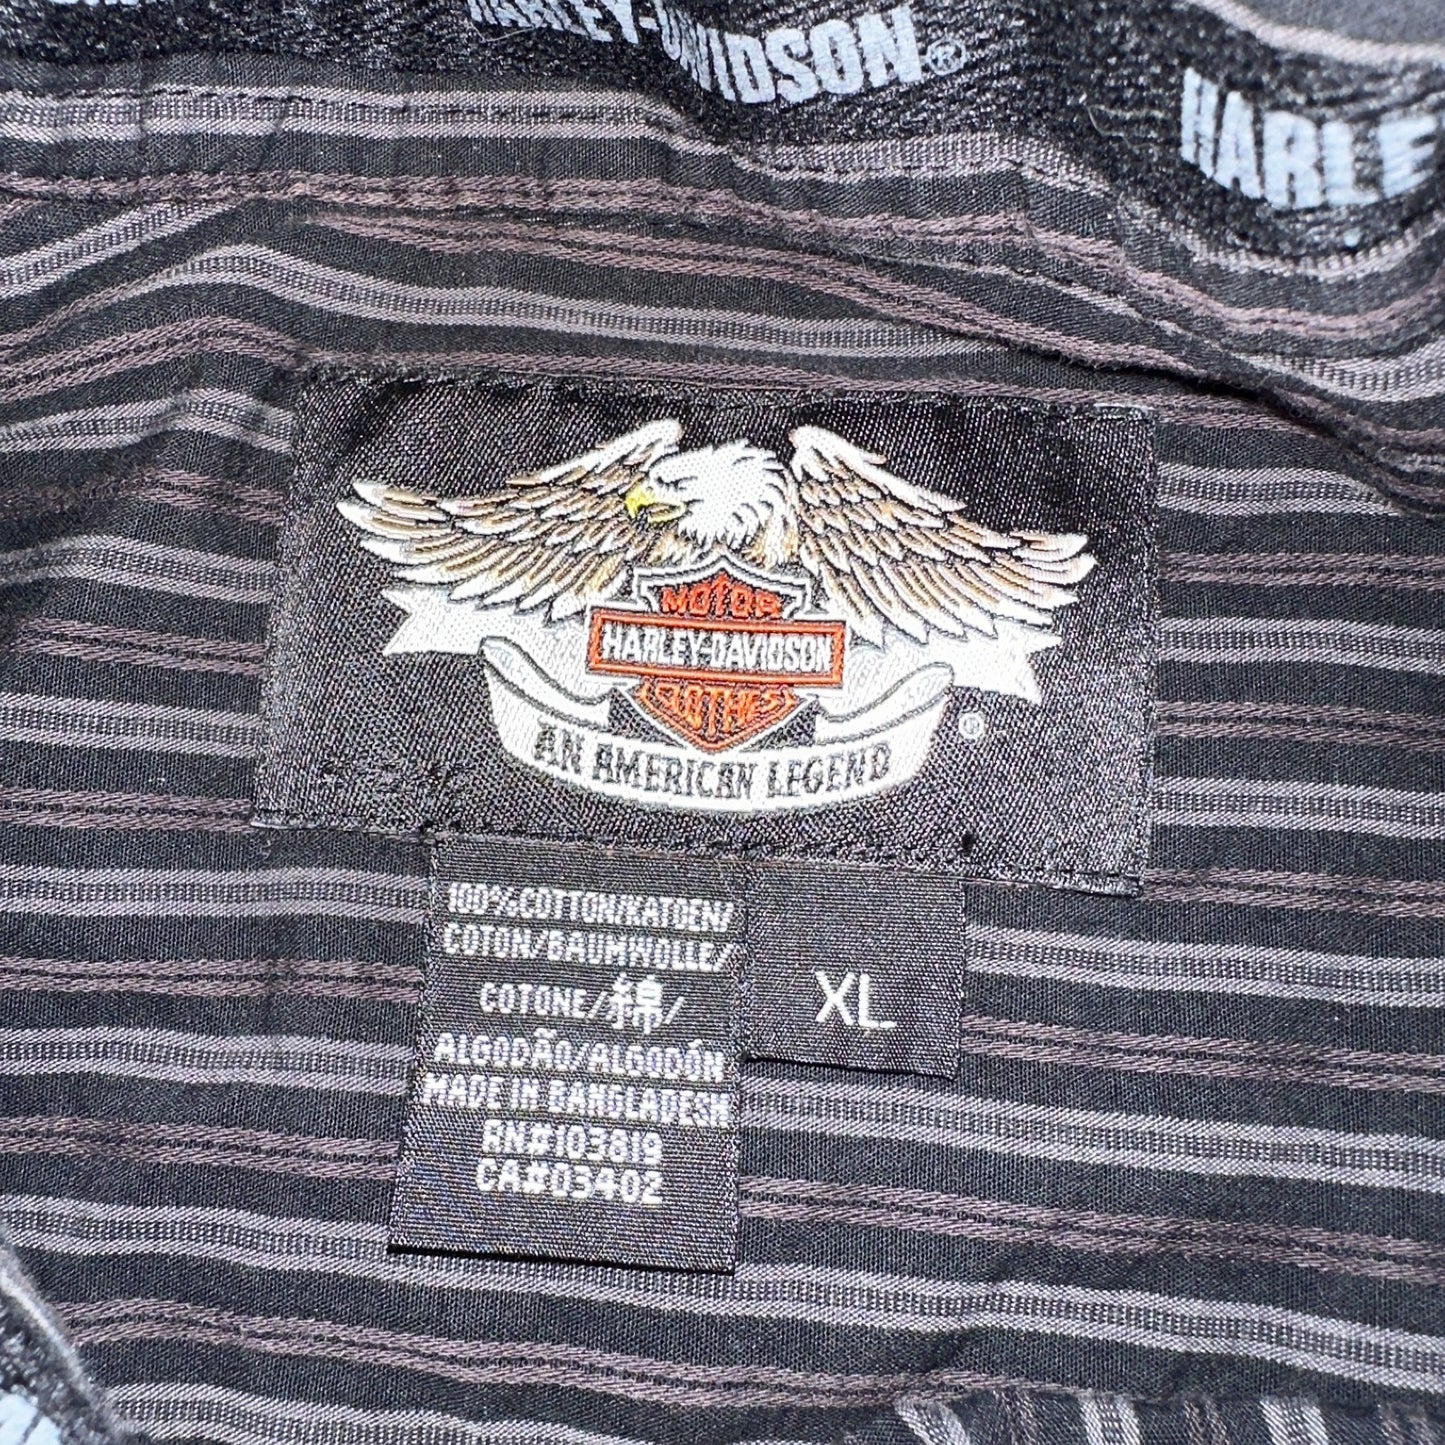 HARLEY-DAVIDSON®
HARLE
MOTOR
HARLEY-DAVIDSON
CLOTHES
AN AMERICAN LEGEND
®
100% COTTON/KATOEN/
COTON/BAUMWOLLE/
COTONE/綿/
ALGODÃO/ALGODÓN
MADE IN BANGLADESH
RN#103819
CA#03402
XL